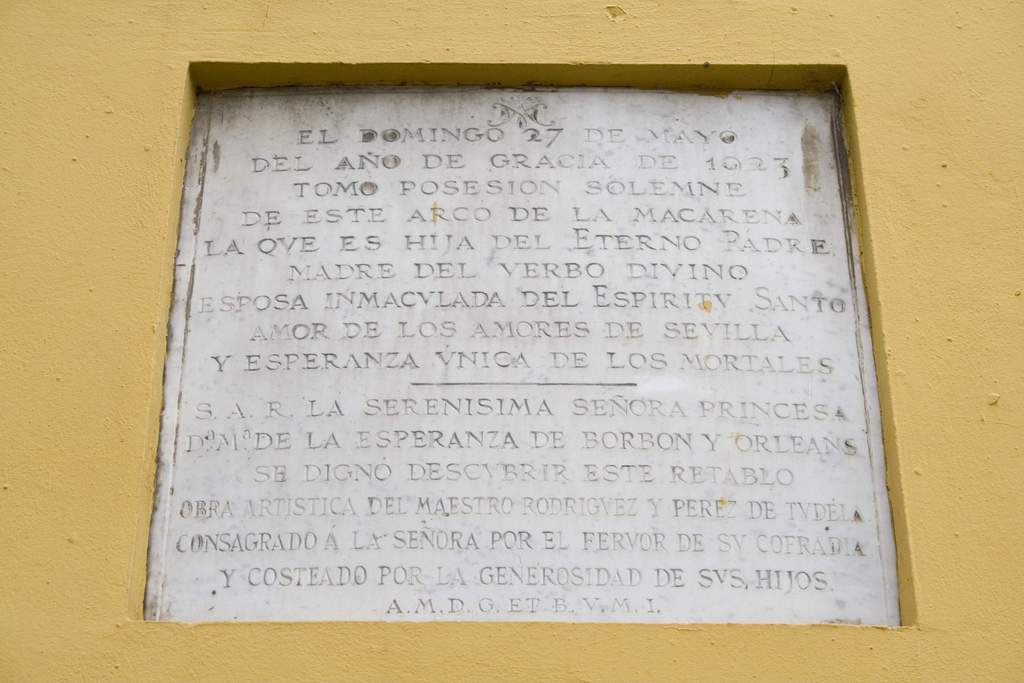 EL DOMINGO 27 DE MAYO
DEL AÑO DE GRACIA DE 1923
TOMO POSESION SOLEMNE
DE ESTE ARCO DE LA MACARENA
LA QVE ES HIJA DEL ETERNO PADRE
MADRE DEL VERBO DIVINO
ESPOSA INMACVLADA DEL ESPIRITV SANTO
AMOR DE LOS AMORES DE SEVILLA
Y ESPERANZA VNICA DE LOS MORTALES
S. A. R. LA SERENISIMA SEÑORA PRINCESA
Dª Mª DE LA ESPERANZA DE BORBON Y ORLEANS
SE DIGNÓ DESCVBRIR ESTE RETABLO
OBRA ARTISTICA DEL MAESTRO RODRIGVEZ Y PEREZ DE TVDELA
CONSAGRADO Á LA SEÑORA POR EL FERVOR DE SV COFRADIA
Y COSTEADO POR LA GENEROSIDAD DE SVS HIJOS.
A. M. D. G. ET B. V. M. I.